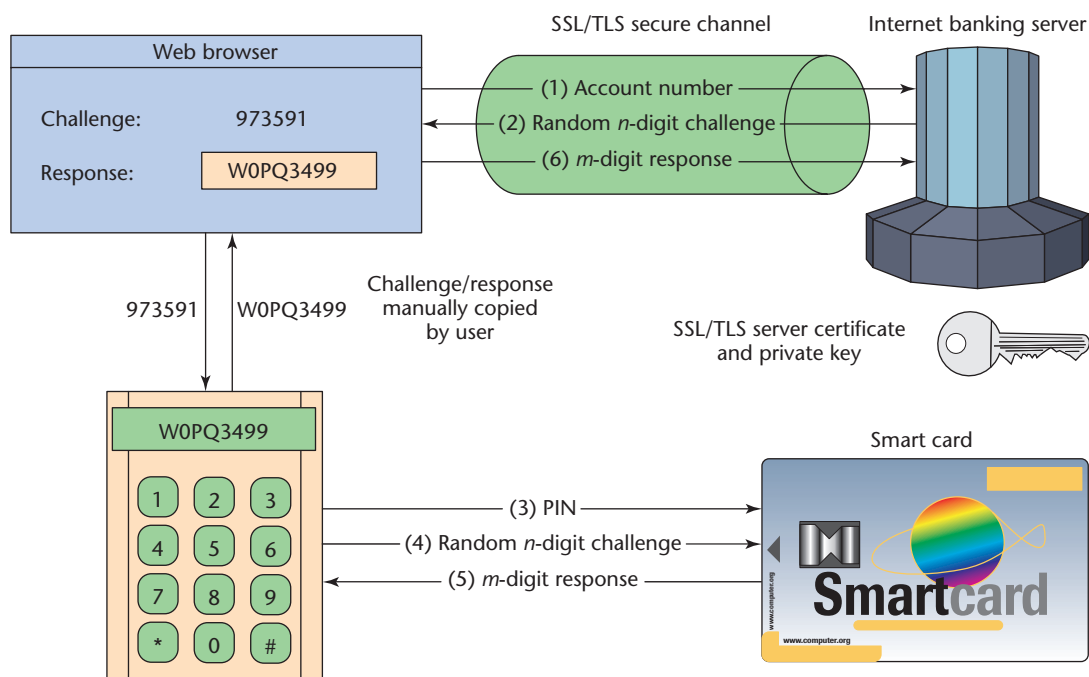 SSL/TLS secure channel
Internet banking server
Web browser
Challenge: 973591
Response: W0PQ3499
(1) Account number
(2) Random n-digit challenge
(6) m-digit response
973591
W0PQ3499
Challenge/response
manually copied
by user
SSL/TLS server certificate
and private key
W0PQ3499
1 2 3
4 5 6
7 8 9
* 0 #
(3) PIN
(4) Random n-digit challenge
(5) m-digit response
Smart card
www.computer.org
Smartcard
www.computer.org